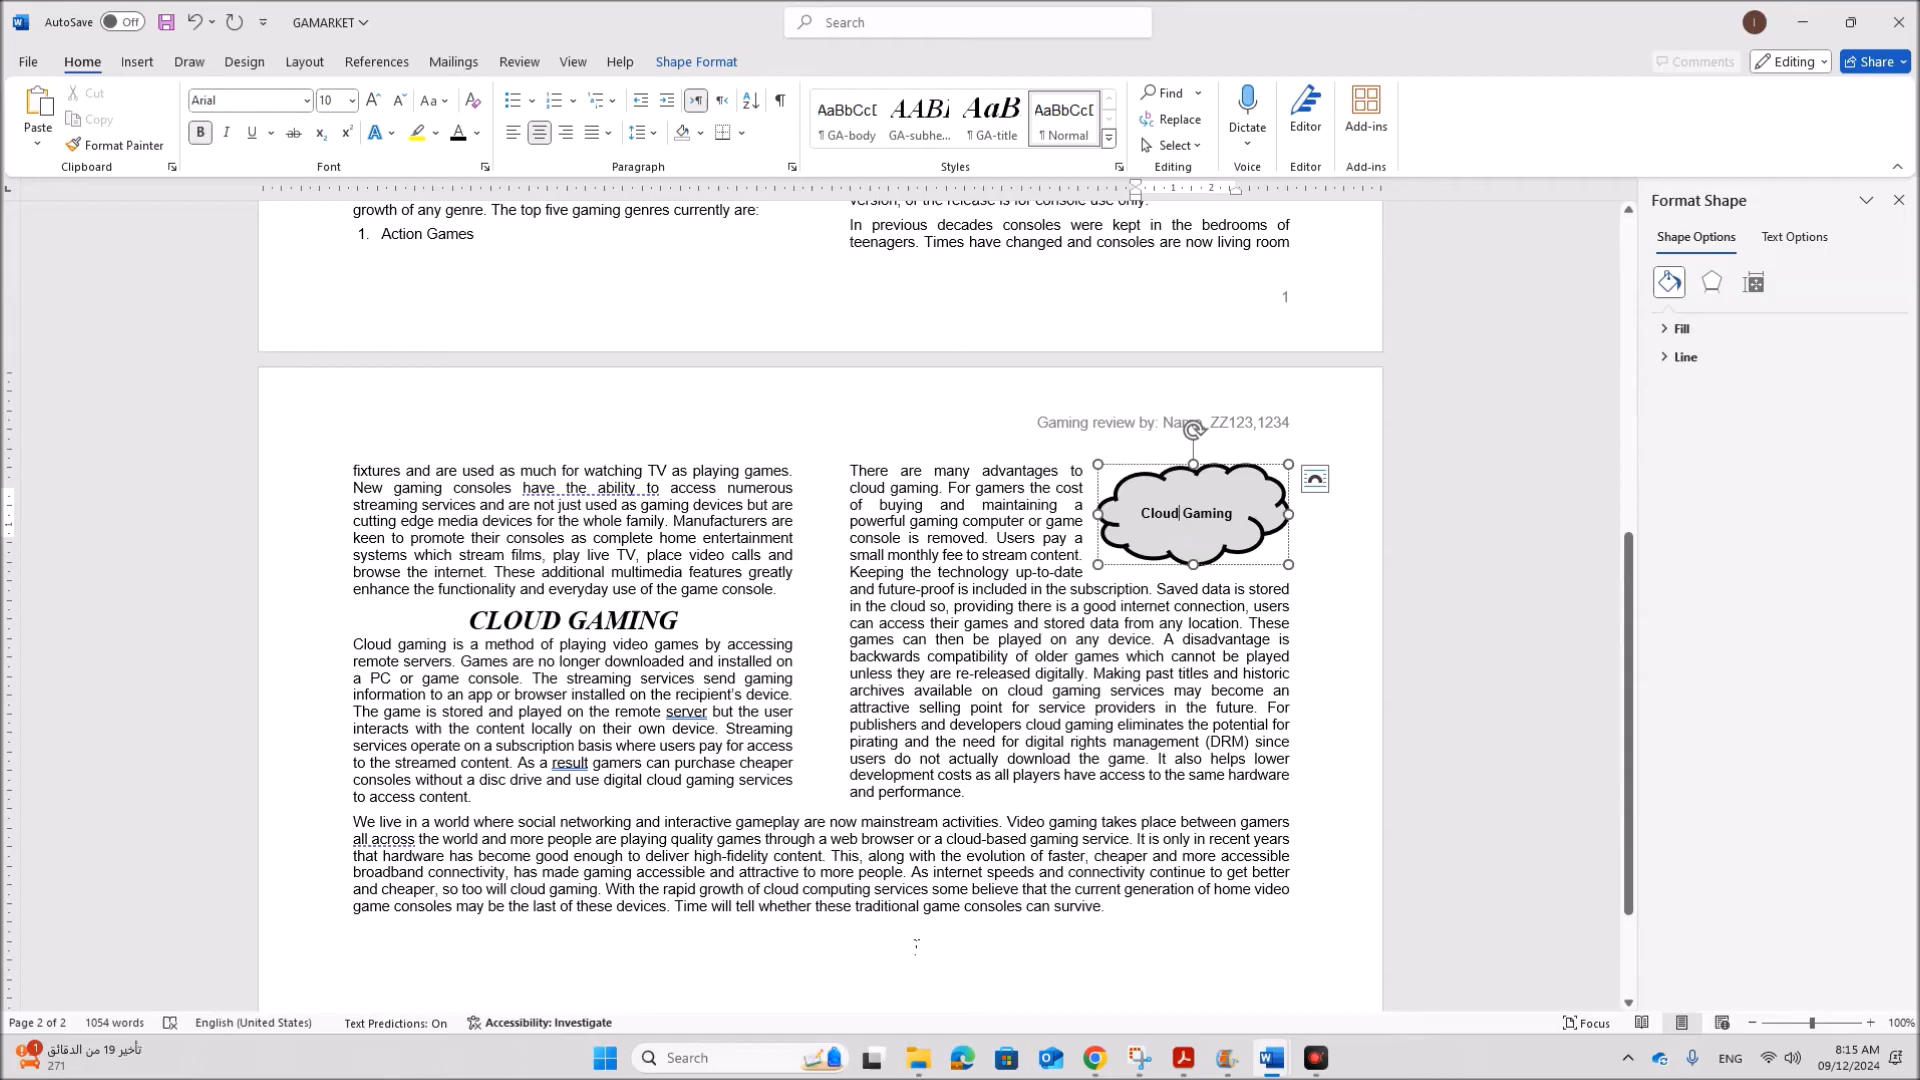 AutoSave Off GAMARKET Search I
File Home Insert Draw Design Layout References Mailings Review View Help Shape Format Comments Editing Share
Paste Cut Copy Format Painter
Clipboard
Arial 10
Font
Paragraph
AaBbCcD AABI AaB AaBbCcD
¶ GA-body GA-subhe... ¶ GA-title ¶ Normal
Styles
Find Replace Select
Editing
Dictate
Voice
Editor
Editor
Add-ins
Add-ins
1 2
growth of any genre. The top five gaming genres currently are:
1. Action Games
version, or the release is for console use only.
In previous decades consoles were kept in the bedrooms of
teenagers. Times have changed and consoles are now living room
1
Gaming review by: Name, ZZ123,1234
fixtures and are used as much for watching TV as playing games.
New gaming consoles have the ability to access numerous
streaming services and are not just used as gaming devices but are
cutting edge media devices for the whole family. Manufacturers are
keen to promote their consoles as complete home entertainment
systems which stream films, play live TV, place video calls and
browse the internet. These additional multimedia features greatly
enhance the functionality and everyday use of the game console.
CLOUD GAMING
Cloud gaming is a method of playing video games by accessing
remote servers. Games are no longer downloaded and installed on
a PC or game console. The streaming services send gaming
information to an app or browser installed on the recipient's device.
The game is stored and played on the remote server but the user
interacts with the content locally on their own device. Streaming
services operate on a subscription basis where users pay for access
to the streamed content. As a result gamers can purchase cheaper
consoles without a disc drive and use digital cloud gaming services
to access content.
There are many advantages to
cloud gaming. For gamers the cost
of buying and maintaining a
powerful gaming computer or game
console is removed. Users pay a
small monthly fee to stream content.
Keeping the technology up-to-date
and future-proof is included in the subscription. Saved data is stored
in the cloud so, providing there is a good internet connection, users
can access their games and stored data from any location. These
games can then be played on any device. A disadvantage is
backwards compatibility of older games which cannot be played
unless they are re-released digitally. Making past titles and historic
archives available on cloud gaming services may become an
attractive selling point for service providers in the future. For
publishers and developers cloud gaming eliminates the potential for
pirating and the need for digital rights management (DRM) since
users do not actually download the game. It also helps lower
development costs as all players have access to the same hardware
and performance.
Cloud Gaming
We live in a world where social networking and interactive gameplay are now mainstream activities. Video gaming takes place between gamers
all across the world and more people are playing quality games through a web browser or a cloud-based gaming service. It is only in recent years
that hardware has become good enough to deliver high-fidelity content. This, along with the evolution of faster, cheaper and more accessible
broadband connectivity, has made gaming accessible and attractive to more people. As internet speeds and connectivity continue to get better
and cheaper, so too will cloud gaming. With the rapid growth of cloud computing services some believe that the current generation of home video
game consoles may be the last of these devices. Time will tell whether these traditional game consoles can survive.
Format Shape
Shape Options Text Options
Fill
Line
Page 2 of 2 1054 words English (United States) Text Predictions: On Accessibility: Investigate Focus 100%
1 تأخير 19 من الدقائق
271
Search
ENG
8:15 AM
09/12/2024